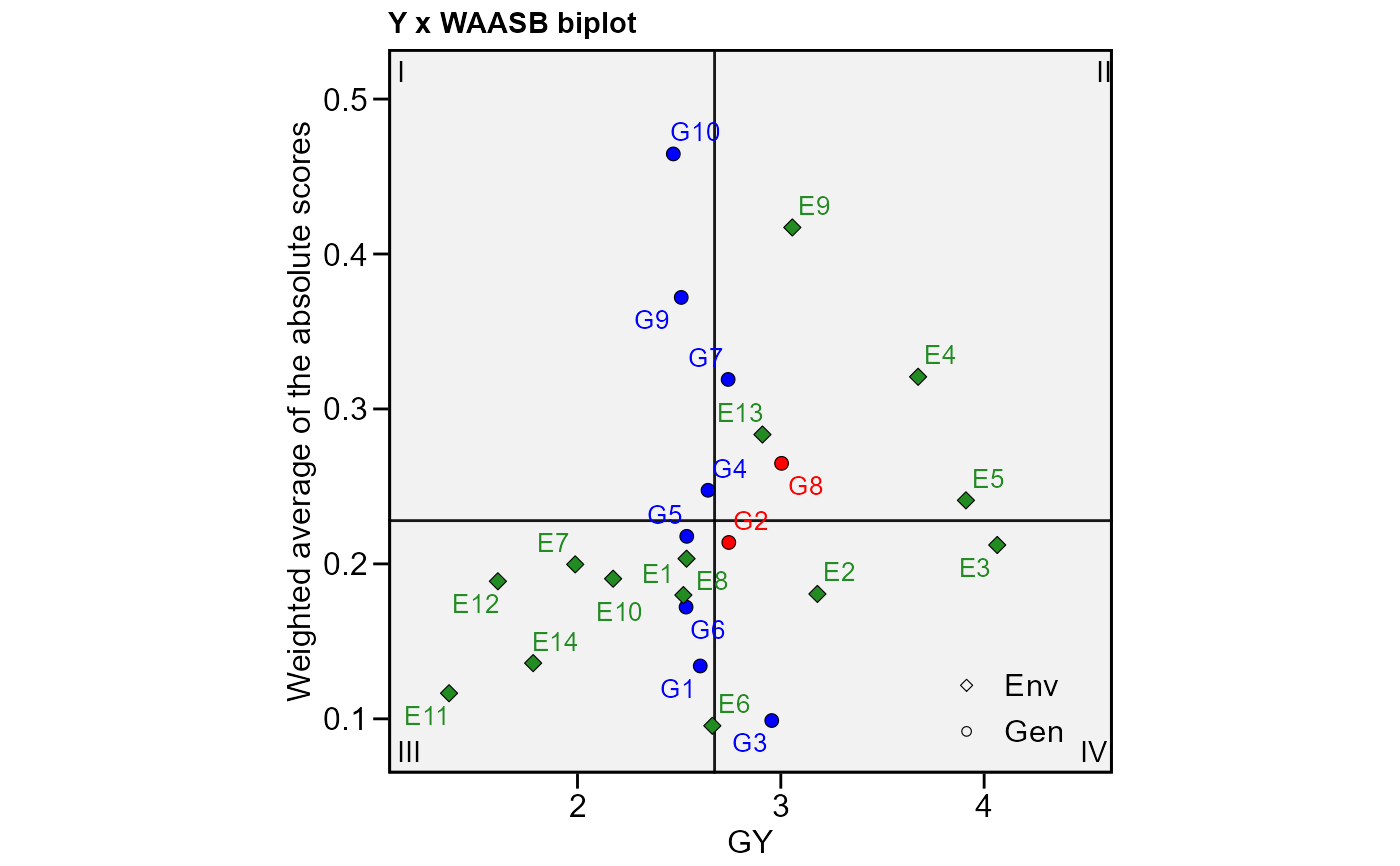 Y x WAASB biplot
I
II
0.5
G10
E9
0.4
G9
G7
E4
0.3
E13
G4
G8
E5
G5
G2
E7
0.2
E1
E8
E2
E3
E12
E10
G6
E14
G1
Env
E6
E11
0.1
Gen
G3
III
IV
2
3
4
GY
Weighted average of the absolute scores